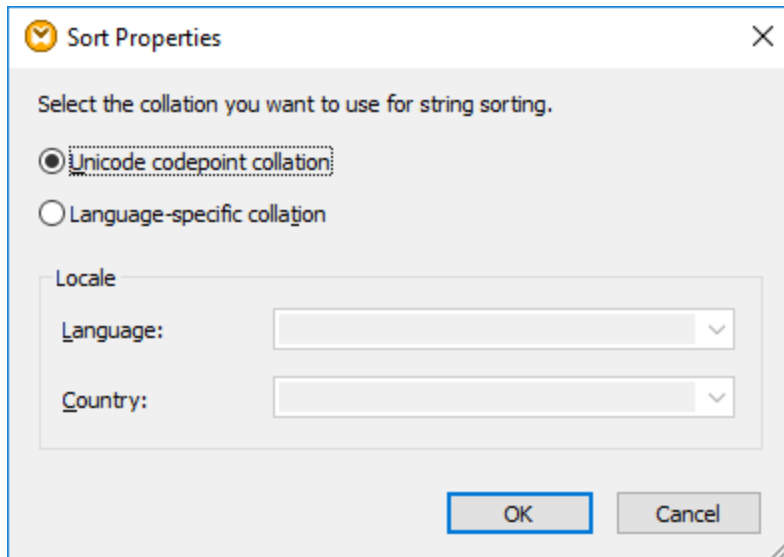 Sort Properties
Select the collation you want to use for string sorting.
Unicode codepoint collation
Language-specific collation
Locale
Language:
Country:
OK Cancel